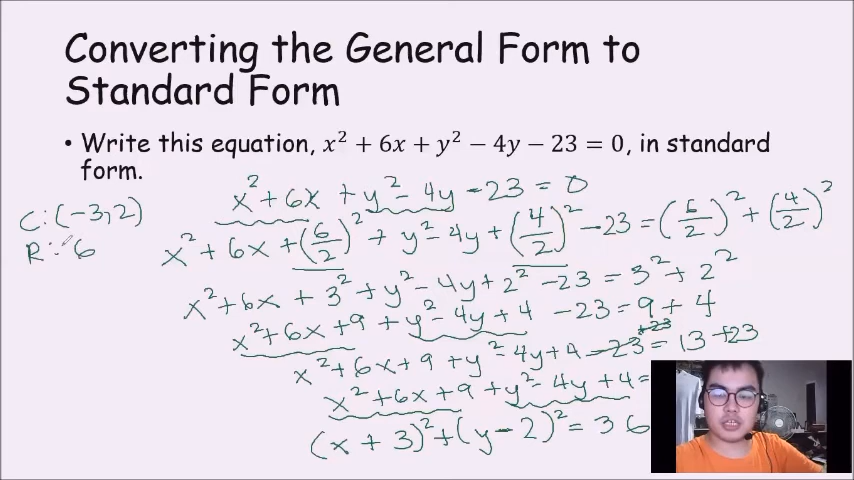 Converting the General Form to
Standard Form
• Write this equation, x² + 6x + y² − 4y − 23 = 0, in standard
form.
x² + 6x + y² − 4y − 23 = 0
C: (−3, 2)
R: 6
x² + 6x + (6/2)² + y² − 4y + (4/2)² − 23 = (6/2)² + (4/2)²
x² + 6x + 3² + y² − 4y + 2² − 23 = 3² + 2²
x² + 6x + 9 + y² − 4y + 4 − 23 = 9 + 4
+23
x² + 6x + 9 + y² − 4y + 4 − 23 = 13 + 23
x² + 6x + 9 + y² − 4y + 4 =
(x + 3)² + (y − 2)² = 36